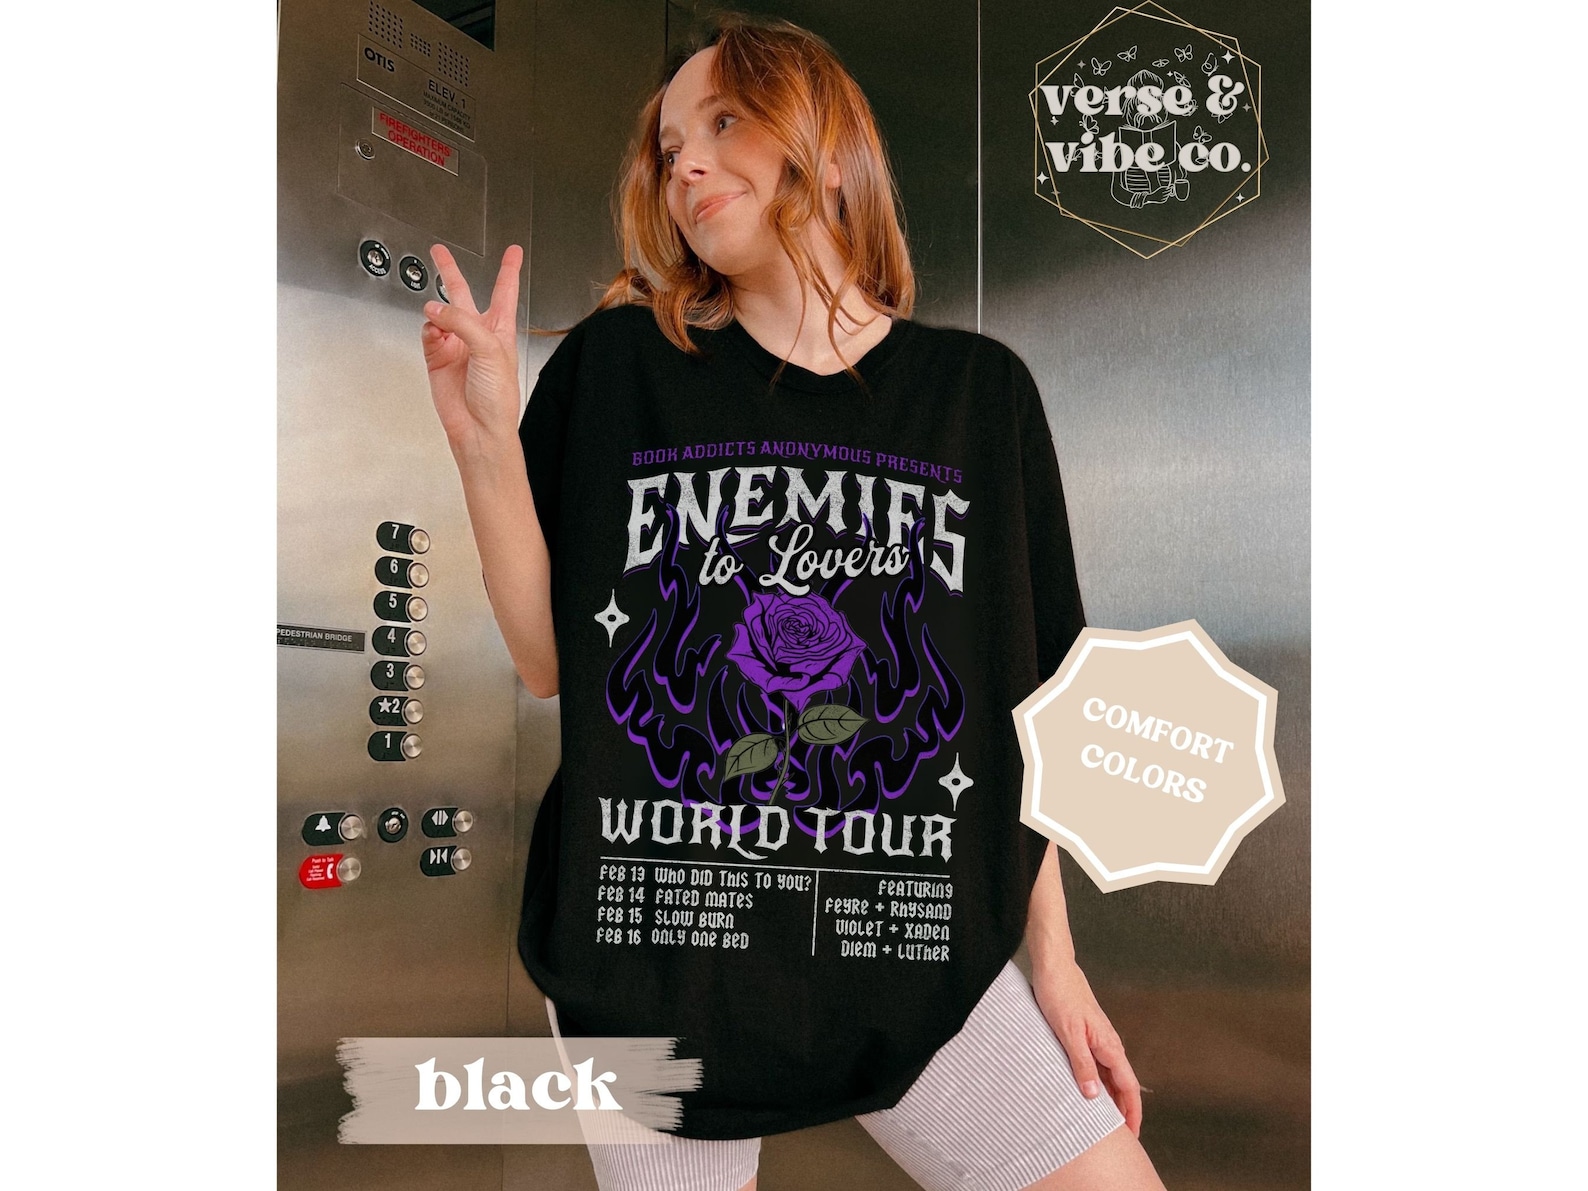 OTIS
ELEV. 1
FIREFIGHTERS
OPERATION
ACCESS
verse &
vibe co.
BOOK ADDICTS ANONYMOUS PRESENTS
ENEMIES
to Lovers
7
6
5
PEDESTRIAN BRIDGE
4
3
★2
1
COMFORT
COLORS
WORLD TOUR
FEB 13 WHO DID THIS TO YOU?
FEB 14 FATED MATES
FEB 15 SLOW BURN
FEB 16 ONLY ONE BED
FEATURING
FEYRE + RHYSAND
VIOLET + XADEN
DIEM + LUTHER
black